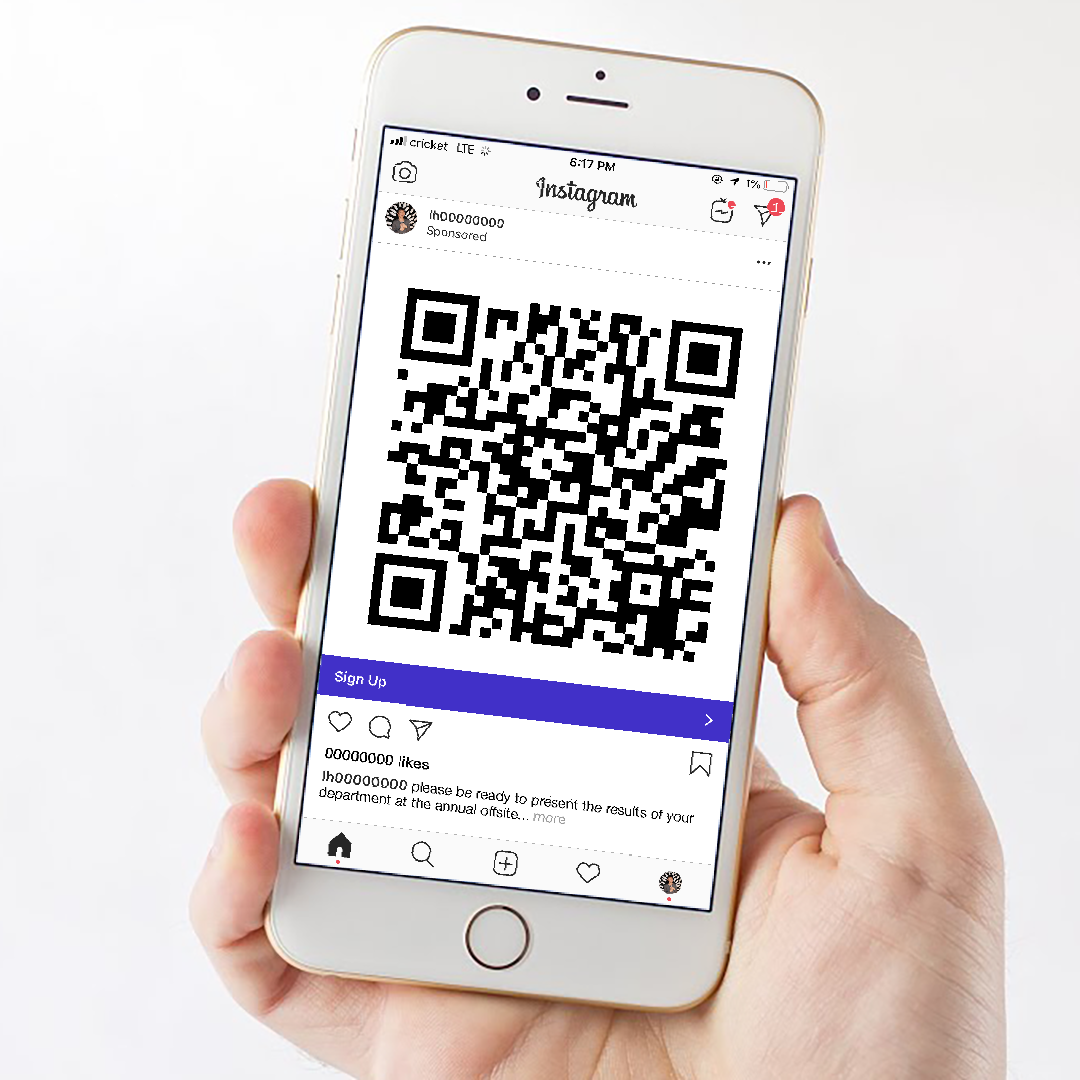 cricket LTE 6:17 PM 1%
Instagram
1
lh00000000
Sponsored
Sign Up
00000000 likes
lh00000000 please be ready to present the results of your
department at the annual offsite... more